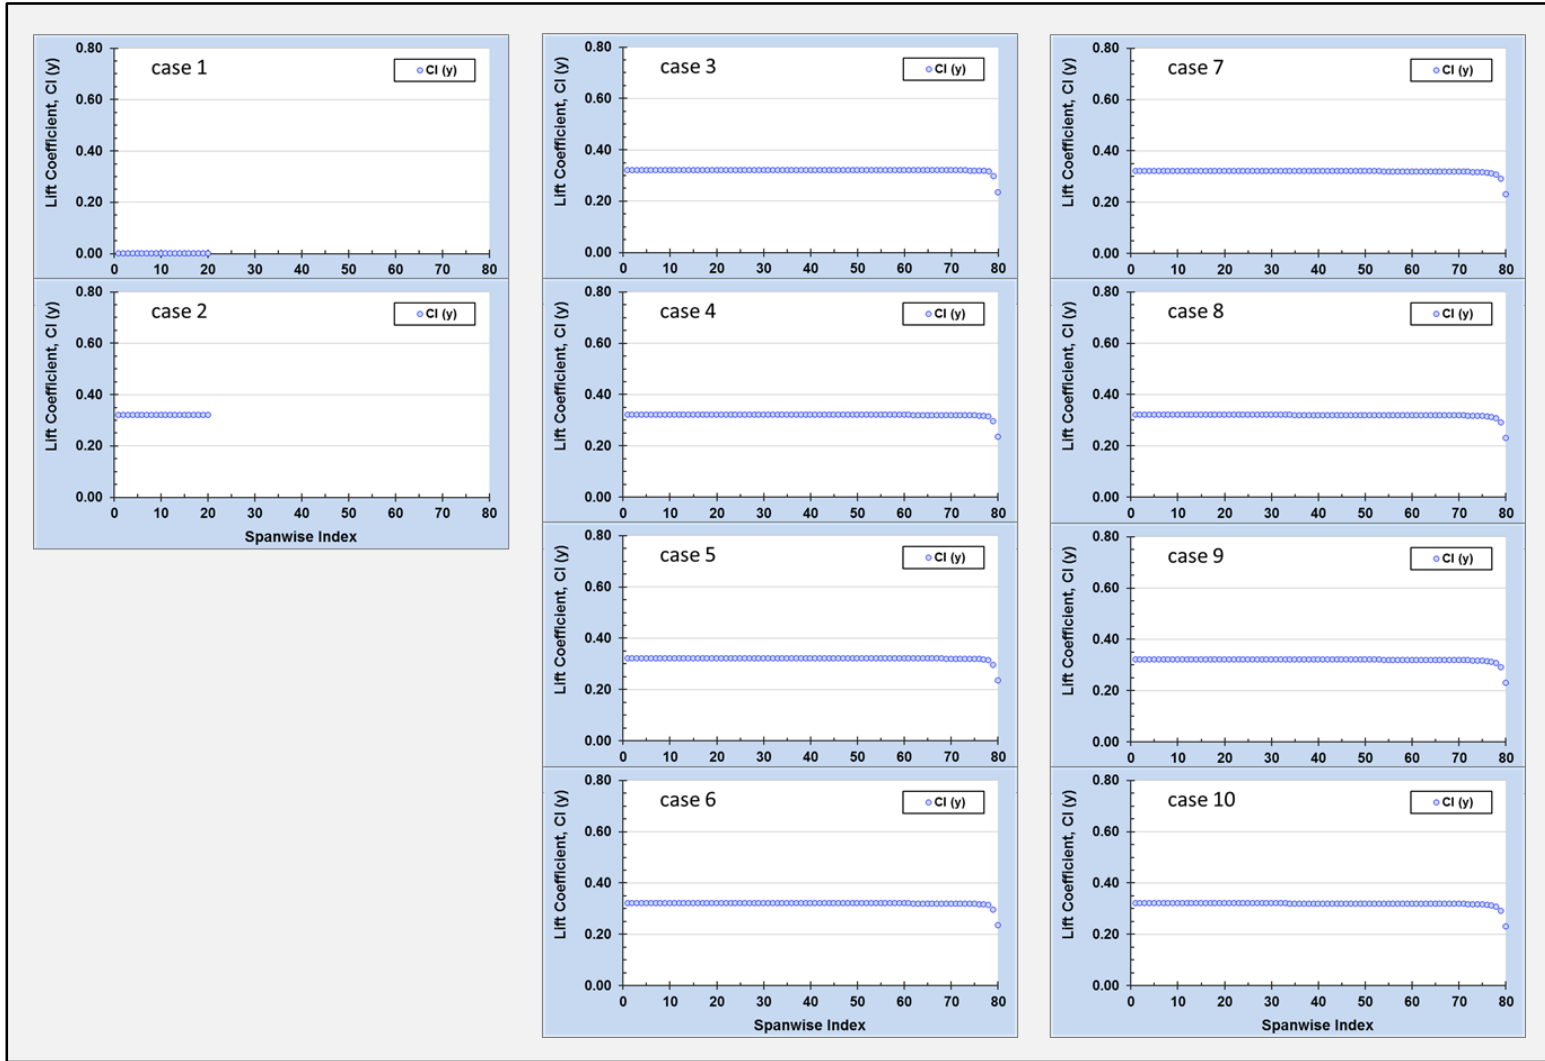 case 1
Cl (y)
Lift Coefficient, Cl (y)
0.80
0.60
0.40
0.20
0.00
0 10 20 30 40 50 60 70 80
case 2
Cl (y)
Lift Coefficient, Cl (y)
0.80
0.60
0.40
0.20
0.00
0 10 20 30 40 50 60 70 80
Spanwise Index
case 3
Cl (y)
Lift Coefficient, Cl (y)
0.80
0.60
0.40
0.20
0.00
0 10 20 30 40 50 60 70 80
case 4
Cl (y)
Lift Coefficient, Cl (y)
0.80
0.60
0.40
0.20
0.00
0 10 20 30 40 50 60 70 80
case 5
Cl (y)
Lift Coefficient, Cl (y)
0.80
0.60
0.40
0.20
0.00
0 10 20 30 40 50 60 70 80
case 6
Cl (y)
Lift Coefficient, Cl (y)
0.80
0.60
0.40
0.20
0.00
0 10 20 30 40 50 60 70 80
Spanwise Index
case 7
Cl (y)
Lift Coefficient, Cl (y)
0.80
0.60
0.40
0.20
0.00
0 10 20 30 40 50 60 70 80
case 8
Cl (y)
Lift Coefficient, Cl (y)
0.80
0.60
0.40
0.20
0.00
0 10 20 30 40 50 60 70 80
case 9
Cl (y)
Lift Coefficient, Cl (y)
0.80
0.60
0.40
0.20
0.00
0 10 20 30 40 50 60 70 80
case 10
Cl (y)
Lift Coefficient, Cl (y)
0.80
0.60
0.40
0.20
0.00
0 10 20 30 40 50 60 70 80
Spanwise Index